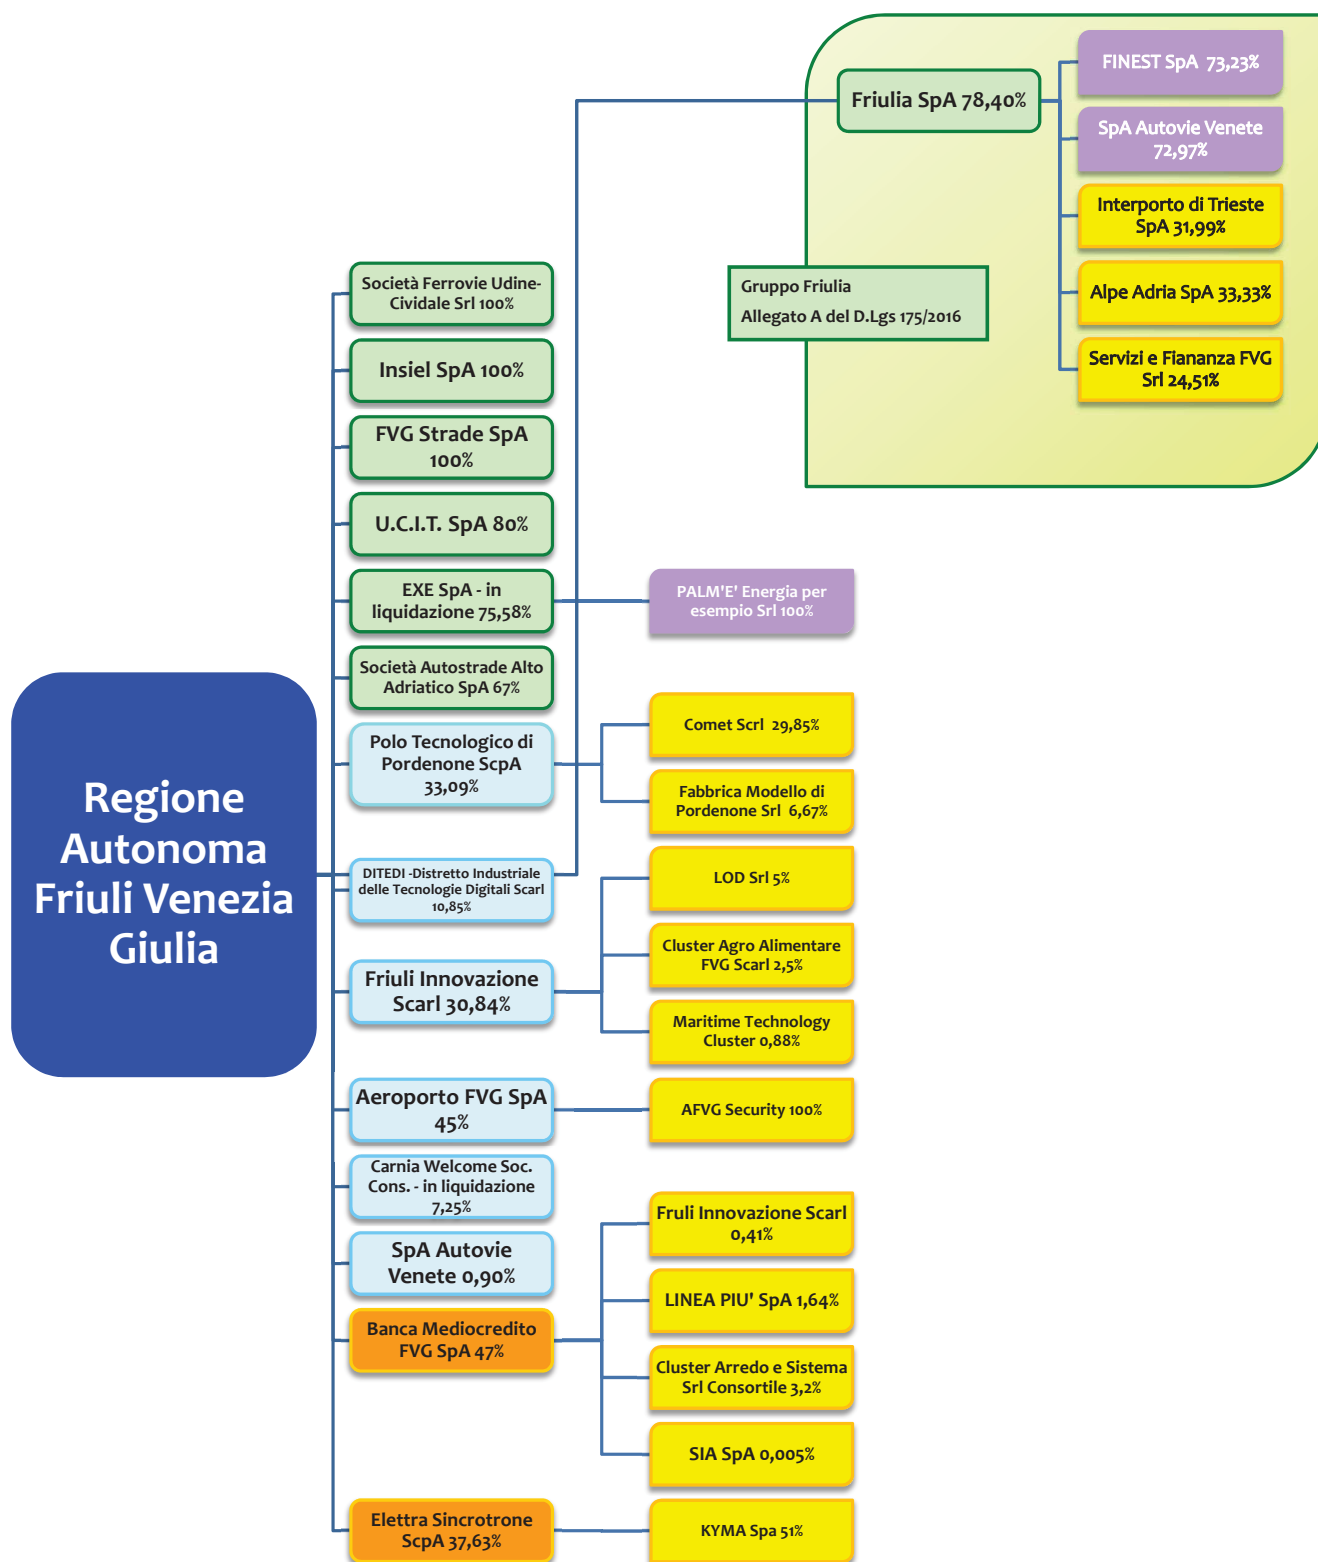 Regione
Autonoma
Friuli Venezia
Giulia
Friulia SpA 78,40%
FINEST SpA 73,23%
SpA Autovie Venete
72,97%
Interporto di Trieste
SpA 31,99%
Alpe Adria SpA 33,33%
Servizi e Fiananza FVG
Srl 24,51%
Gruppo Friulia
Allegato A del D.Lgs 175/2016
Società Ferrovie Udine-
Cividale Srl 100%
Insiel SpA 100%
FVG Strade SpA
100%
U.C.I.T. SpA 80%
EXE SpA - in
liquidazione 75,58%
PALM'E' Energia per
esempio Srl 100%
Società Autostrade Alto
Adriatico SpA 67%
Polo Tecnologico di
Pordenone ScpA
33,09%
Comet Scrl 29,85%
Fabbrica Modello di
Pordenone Srl 6,67%
DITEDI -Distretto Industriale
delle Tecnologie Digitali Scarl
10,85%
Friuli Innovazione
Scarl 30,84%
LOD Srl 5%
Cluster Agro Alimentare
FVG Scarl 2,5%
Maritime Technology
Cluster 0,88%
Aeroporto FVG SpA
45%
AFVG Security 100%
Carnia Welcome Soc.
Cons. - in liquidazione
7,25%
SpA Autovie
Venete 0,90%
Banca Mediocredito
FVG SpA 47%
Fruli Innovazione Scarl
0,41%
LINEA PIU' SpA 1,64%
Cluster Arredo e Sistema
Srl Consortile 3,2%
SIA SpA 0,005%
Elettra Sincrotrone
ScpA 37,63%
KYMA Spa 51%